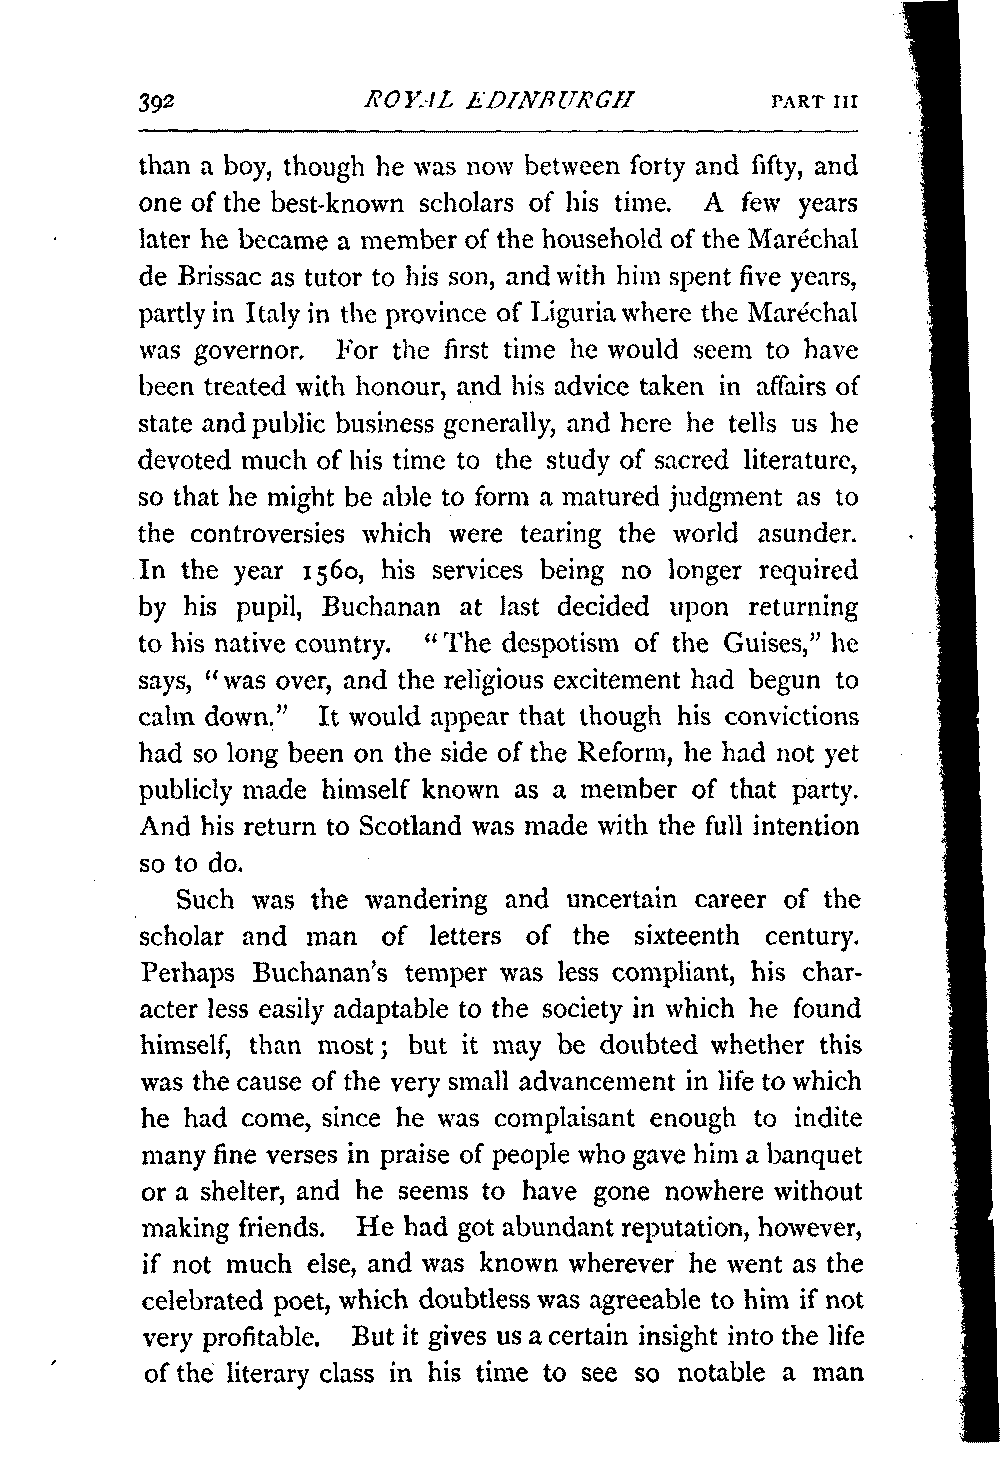 392 ROYAL EDINBURGH PART III
than a boy, though he was now between forty and fifty, and
one of the best-known scholars of his time. A few years
later he became a member of the household of the Maréchal
de Brissac as tutor to his son, and with him spent five years,
partly in Italy in the province of Liguria where the Maréchal
was governor. For the first time he would seem to have
been treated with honour, and his advice taken in affairs of
state and public business generally, and here he tells us he
devoted much of his time to the study of sacred literature,
so that he might be able to form a matured judgment as to
the controversies which were tearing the world asunder.
In the year 1560, his services being no longer required
by his pupil, Buchanan at last decided upon returning
to his native country. "The despotism of the Guises," he
says, "was over, and the religious excitement had begun to
calm down." It would appear that though his convictions
had so long been on the side of the Reform, he had not yet
publicly made himself known as a member of that party.
And his return to Scotland was made with the full intention
so to do.
Such was the wandering and uncertain career of the
scholar and man of letters of the sixteenth century.
Perhaps Buchanan's temper was less compliant, his char-
acter less easily adaptable to the society in which he found
himself, than most; but it may be doubted whether this
was the cause of the very small advancement in life to which
he had come, since he was complaisant enough to indite
many fine verses in praise of people who gave him a banquet
or a shelter, and he seems to have gone nowhere without
making friends. He had got abundant reputation, however,
if not much else, and was known wherever he went as the
celebrated poet, which doubtless was agreeable to him if not
very profitable. But it gives us a certain insight into the life
of the literary class in his time to see so notable a man